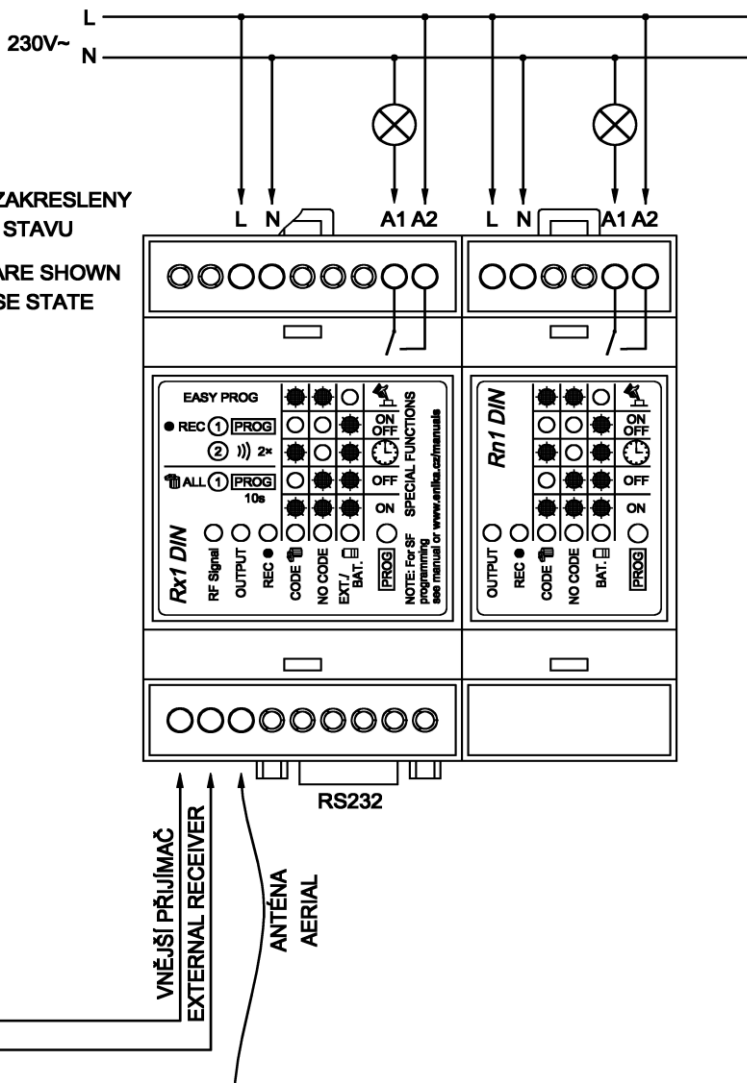 L
230V~
N
ZAKRESLENY
STAVU
ARE SHOWN
SE STATE
L N A1 A2 L N A1 A2
EASY PROG
● REC ① PROG
② ))) 2×
ALL ① PROG
10s
ON
OFF
OFF
ON
SPECIAL FUNCTIONS
NOTE: For SF
programming
see manual or www.enika.cz/manuals
Rx1 DIN
RF Signal
OUTPUT
REC ●
CODE
NO CODE
EXT./
BAT.
PROG
Rn1 DIN
ON
OFF
OFF
ON
OUTPUT
REC ●
CODE
NO CODE
BAT.
PROG
RS232
VNĚJŠÍ PŘIJÍMAČ
EXTERNAL RECEIVER
ANTÉNA
AERIAL